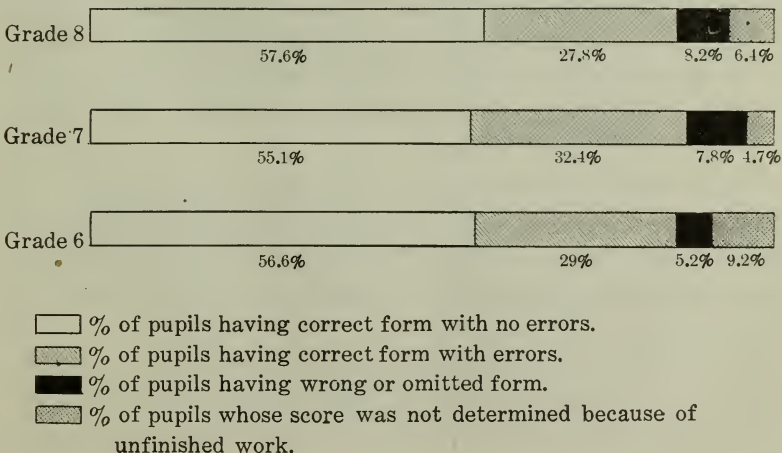 Grade 8
57.6% 27.8% 8.2% 6.4%
Grade 7
55.1% 32.4% 7.8% 4.7%
Grade 6
56.6% 29% 5.2% 9.2%
% of pupils having correct form with no errors.
% of pupils having correct form with errors.
% of pupils having wrong or omitted form.
% of pupils whose score was not determined because of
unfinished work.